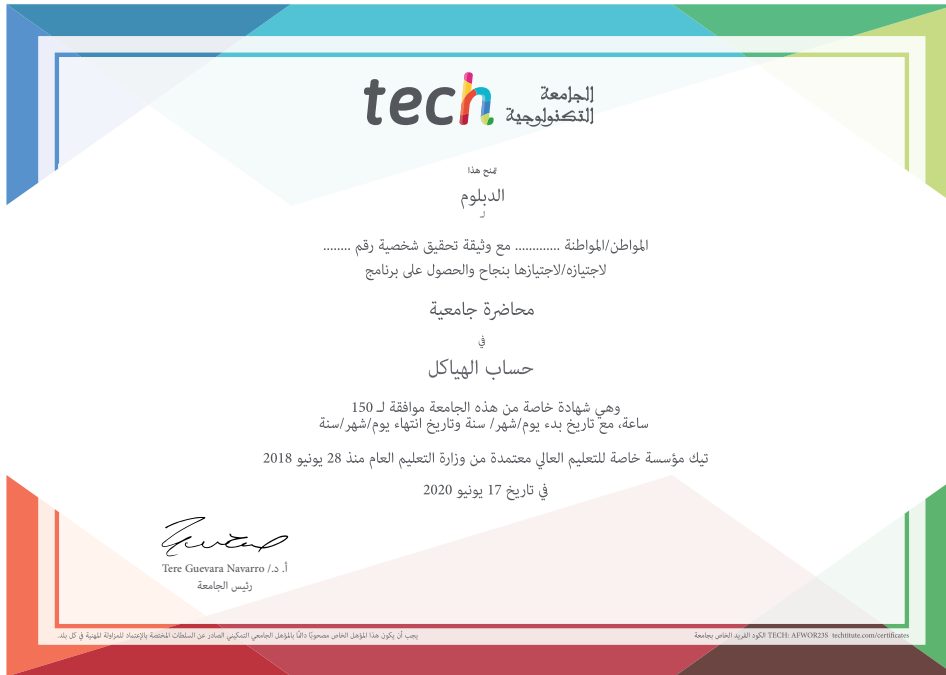 tech الجامعة
التكنولوجية
تمنح هذا
الدبلوم
لـ
المواطن/المواطنة ............ مع وثيقة تحقيق شخصية رقم ........
لاجتيازه/لاجتيازها بنجاح والحصول على برنامج
محاضرة جامعية
في
حساب الهياكل
وهي شهادة خاصة من هذه الجامعة موافقة لـ 150
ساعة، مع تاريخ بدء يوم/شهر/ سنة وتاريخ انتهاء يوم/شهر/سنة
تيك مؤسسة خاصة للتعليم العالي معتمدة من وزارة التعليم العام منذ 28 يونيو 2018
في تاريخ 17 يونيو 2020
أ. د./ Tere Guevara Navarro
رئيس الجامعة
يجب أن يكون هذا المؤهل الخاص مصحوبًا دائمًا بالمؤهل الجامعي التمكيني الصادر عن السلطات المختصة بالإعتماد للمزاولة المهنية في كل بلد.
الكود الفريد الخاص بجامعة TECH: AFWOR23S techtitute.com/certificates